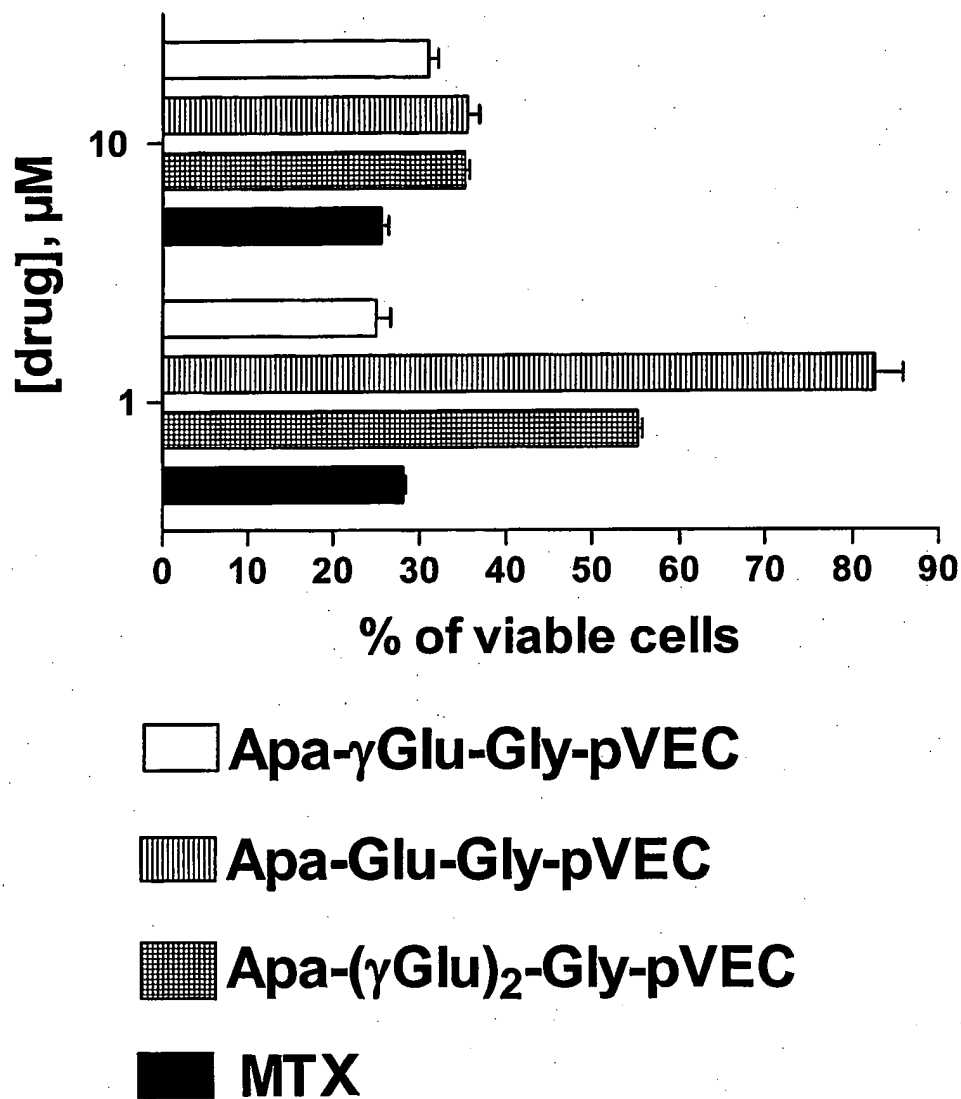 10
1
[drug], µM
0 10 20 30 40 50 60 70 80 90
% of viable cells
Apa-γGlu-Gly-pVEC
Apa-Glu-Gly-pVEC
Apa-(γGlu)₂-Gly-pVEC
MTX